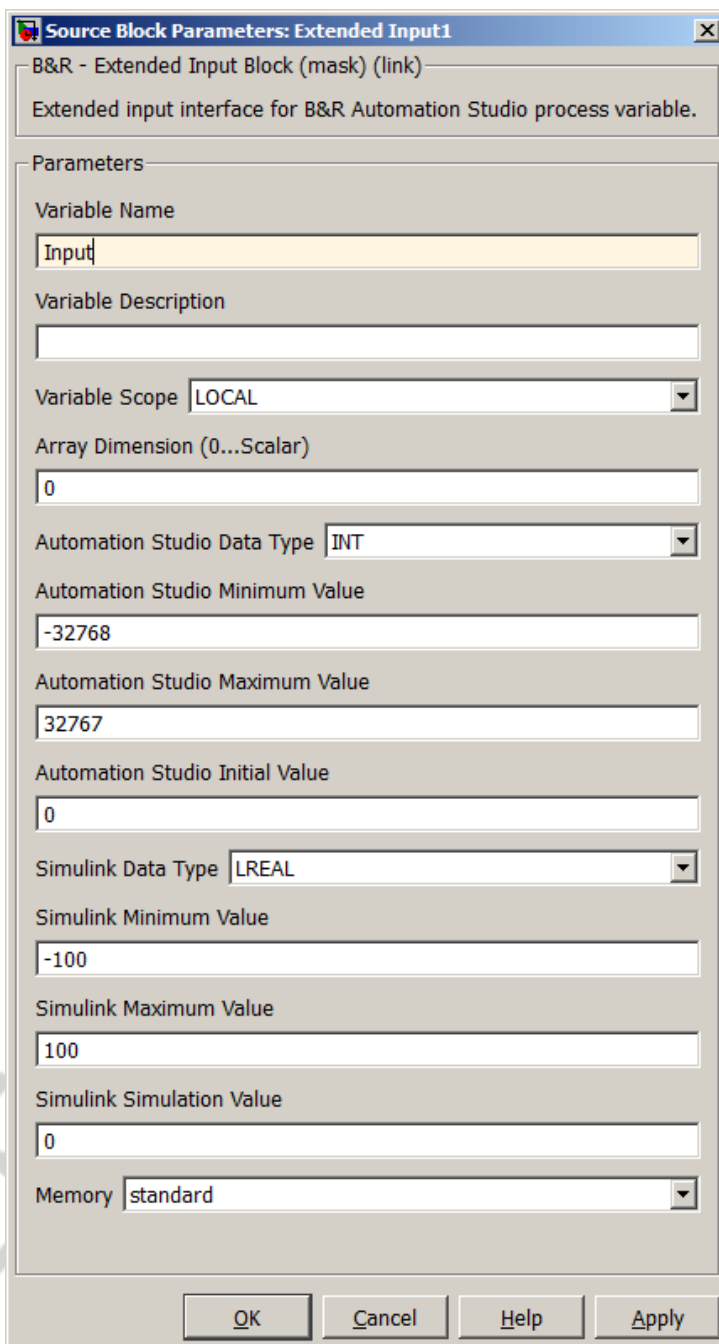 Source Block Parameters: Extended Input1
B&R - Extended Input Block (mask) (link)
Extended input interface for B&R Automation Studio process variable.
Parameters
Variable Name
Input
Variable Description
Variable Scope LOCAL
Array Dimension (0...Scalar)
0
Automation Studio Data Type INT
Automation Studio Minimum Value
-32768
Automation Studio Maximum Value
32767
Automation Studio Initial Value
0
Simulink Data Type LREAL
Simulink Minimum Value
-100
Simulink Maximum Value
100
Simulink Simulation Value
0
Memory standard
OK Cancel Help Apply